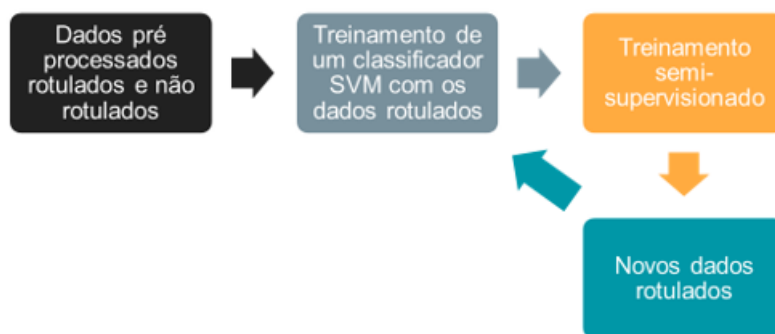 Dados pré
processados
rotulados e não
rotulados
Treinamento de
um classificador
SVM com os
dados rotulados
Treinamento
semi-
supervisionado
Novos dados
rotulados